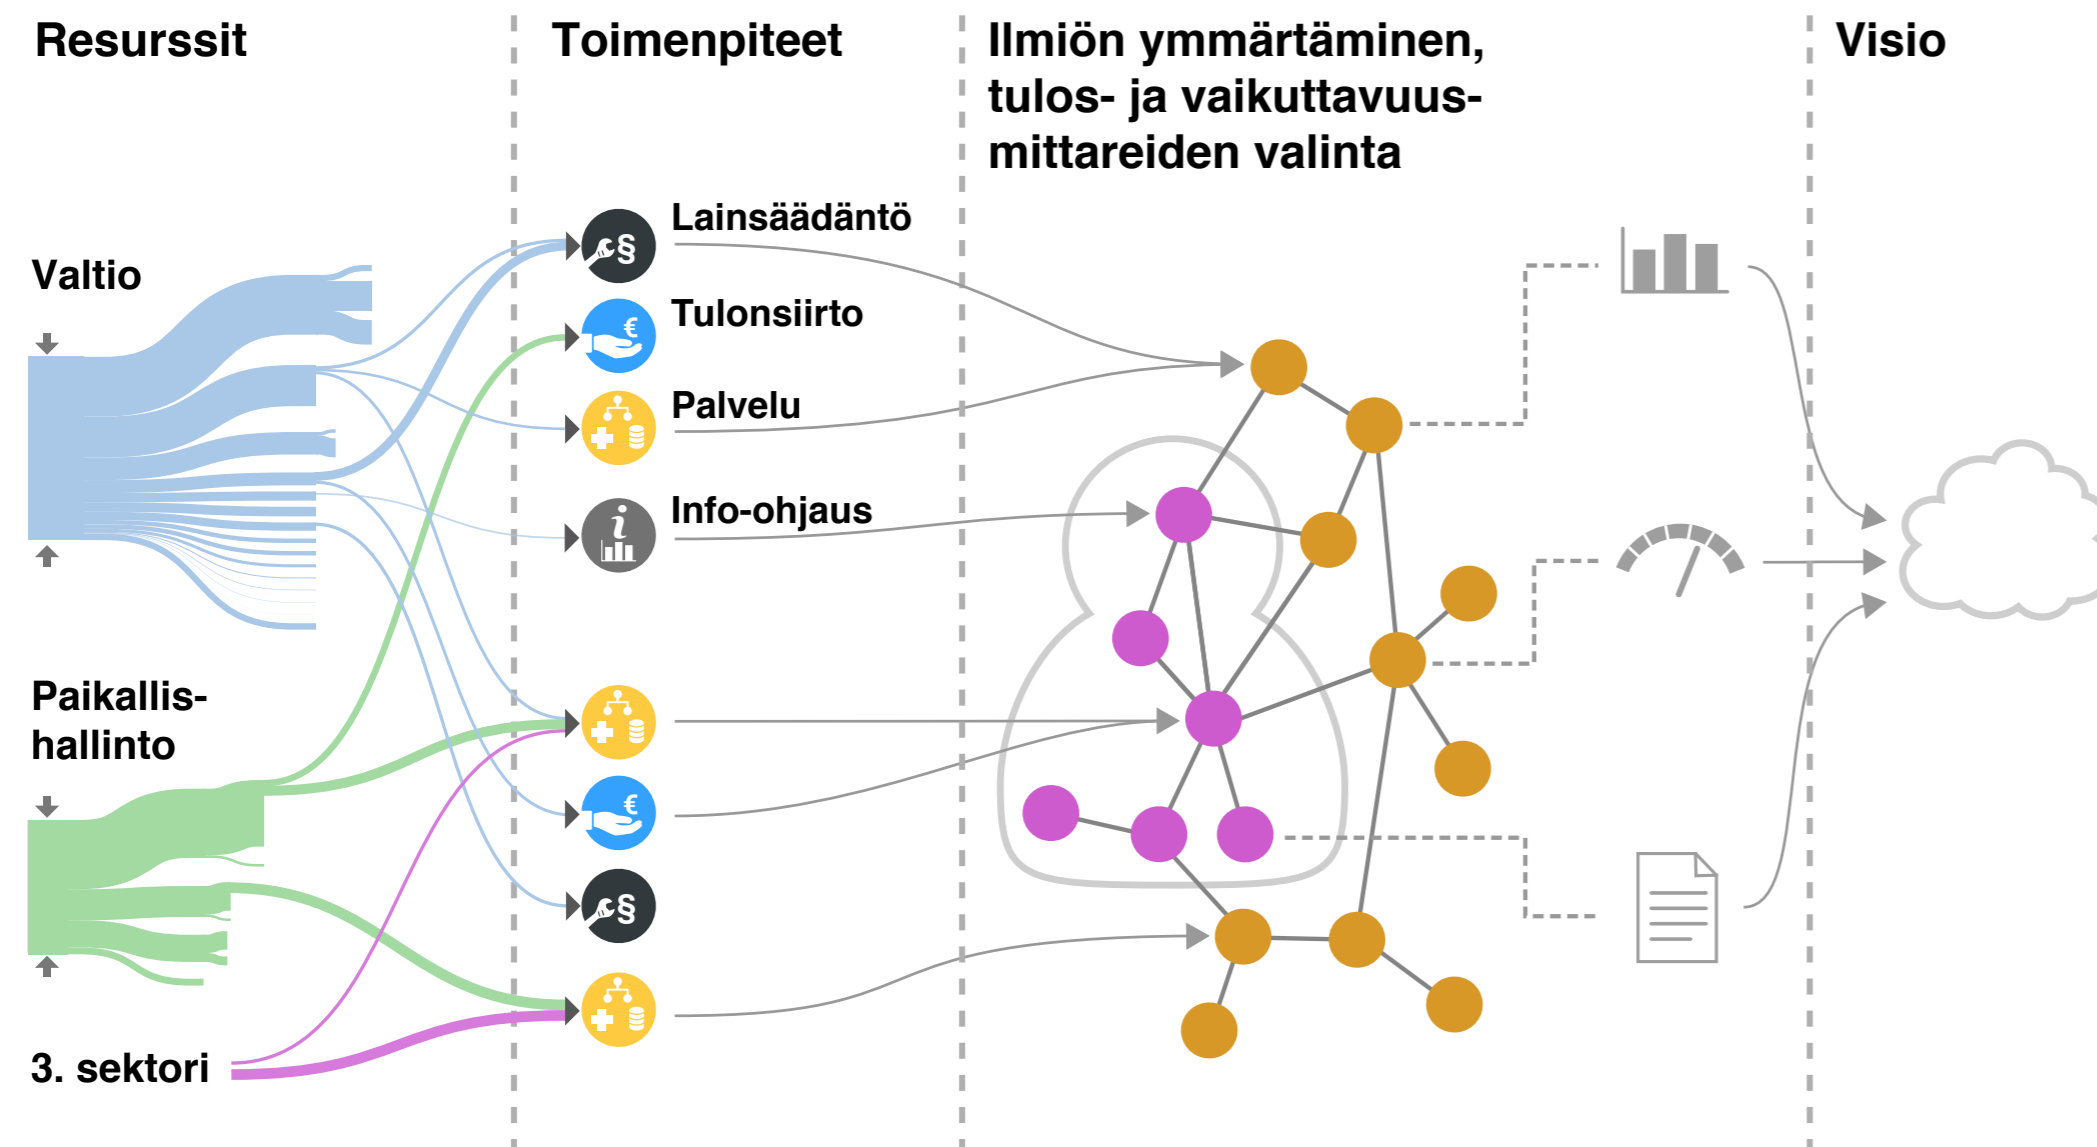 Resurssit
Toimenpiteet
Ilmiön ymmärtäminen,
tulos- ja vaikuttavuus-
mittareiden valinta
Visio
Valtio
Paikallis-
hallinto
3. sektori
Lainsäädäntö
Tulonsiirto
Palvelu
Info-ohjaus
§
€
i
€
§